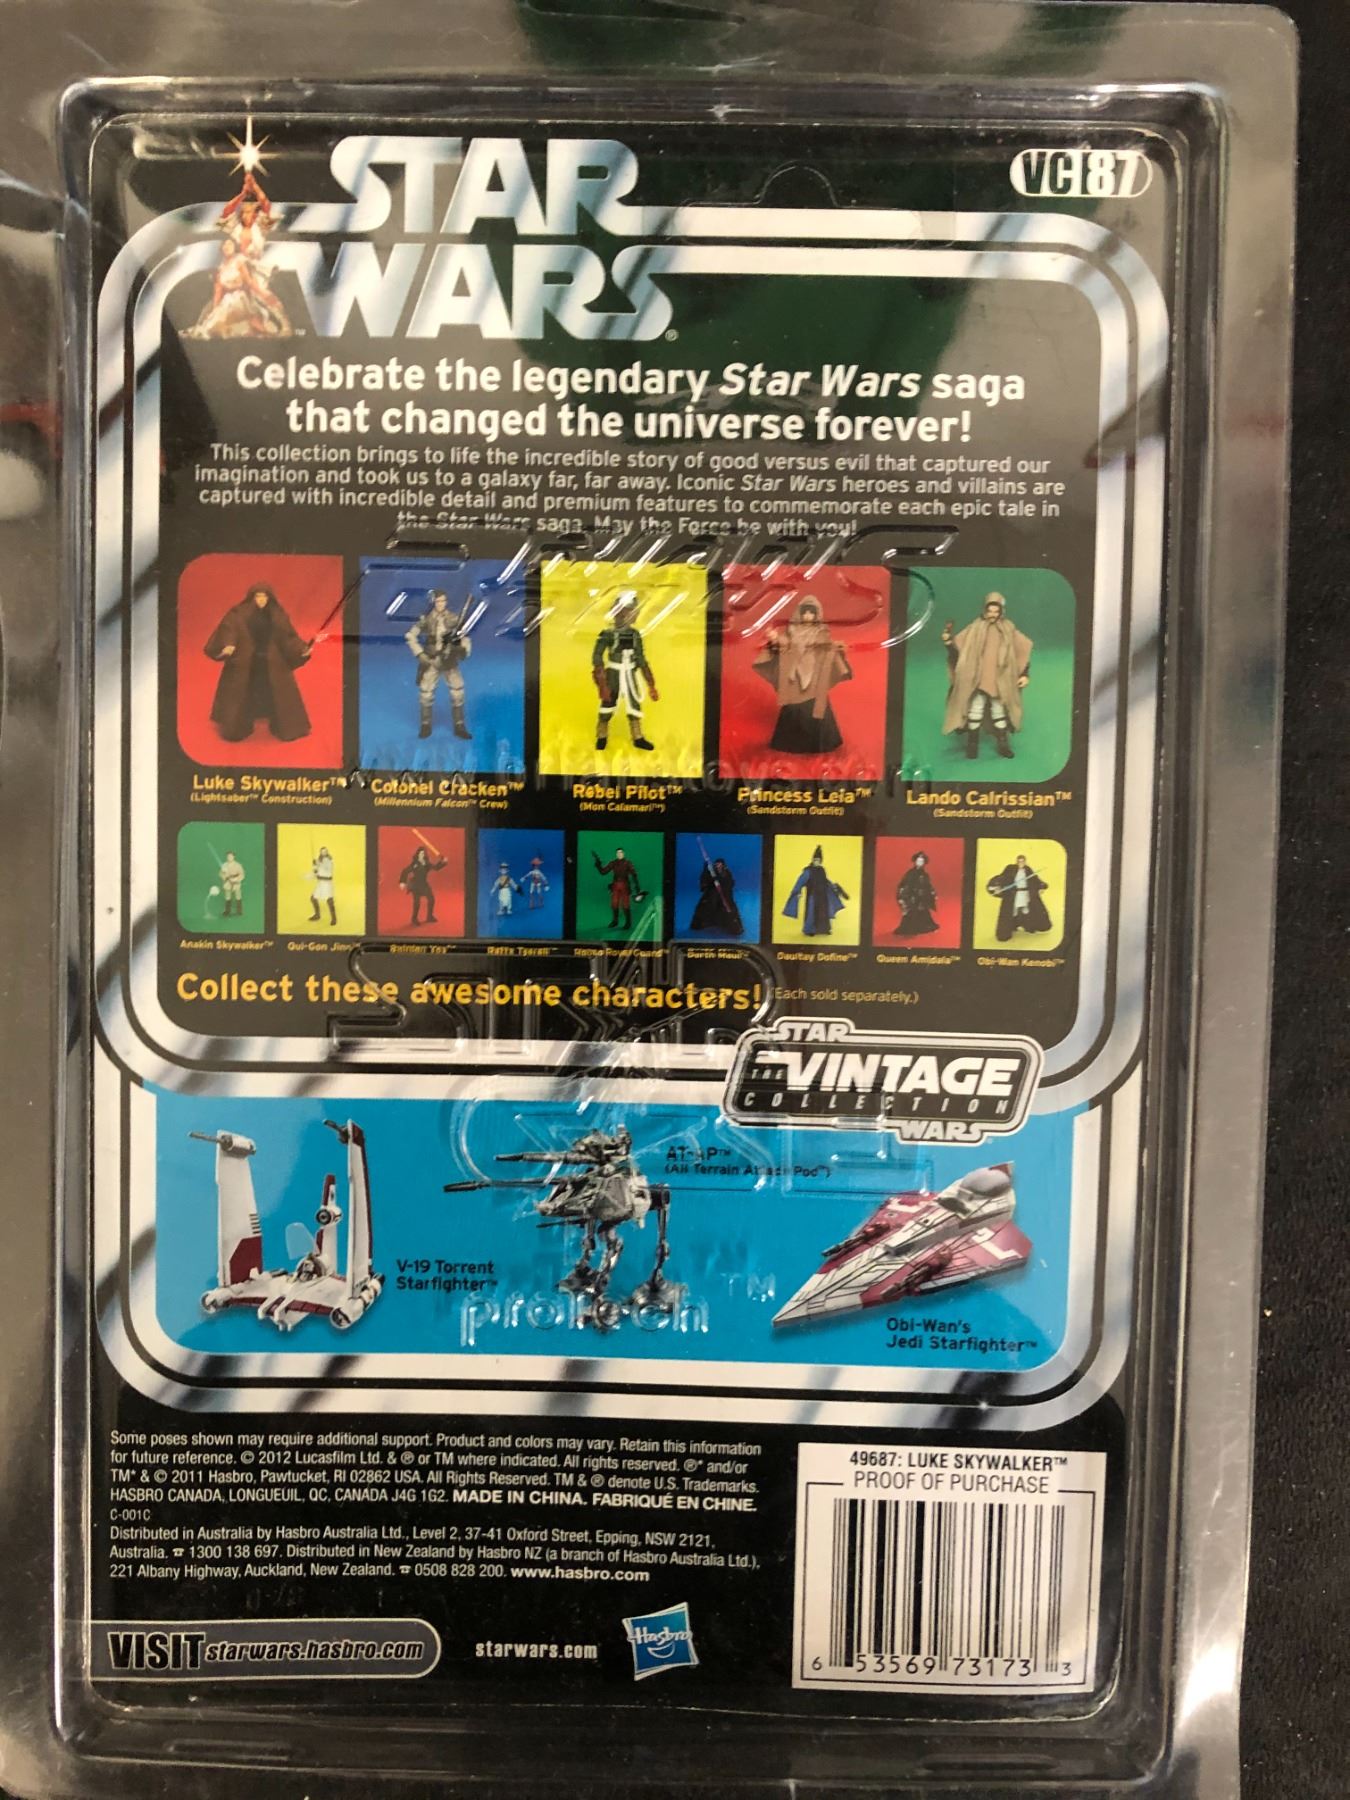 STAR
WARS®
VC187
Celebrate the legendary Star Wars saga
that changed the universe forever!
This collection brings to life the incredible story of good versus evil that captured our
imagination and took us to a galaxy far, far away. Iconic Star Wars heroes and villains are
captured with incredible detail and premium features to commemorate each epic tale in
the Star Wars saga. May the Force be with you!
Luke Skywalker™
(Lightsaber™ Construction)
Colonel Cracken™
(Millennium Falcon™ Crew)
Rebel Pilot™
(Mon Calamari™)
Princess Leia™
(Sandstorm Outfit)
Lando Calrissian™
(Sandstorm Outfit)
Anakin Skywalker™
Qui-Gon Jinn™
Naboo Royal Guard™
Darth Maul™
Daultay Dofine™
Queen Amidala™
Obi-Wan Kenobi™
Collect these awesome characters! (Each sold separately.)
STAR
THE VINTAGE
COLLECTION
WARS
AT-AP™
(All Terrain Attack Pod™)
V-19 Torrent
Starfighter™
Obi-Wan's
Jedi Starfighter™
protech™
Some poses shown may require additional support. Product and colors may vary. Retain this information
for future reference. © 2012 Lucasfilm Ltd. & ® or TM where indicated. All rights reserved. ®* and/or
TM* & © 2011 Hasbro, Pawtucket, RI 02862 USA. All Rights Reserved. TM & ® denote U.S. Trademarks.
HASBRO CANADA, LONGUEUIL, QC, CANADA J4G 1G2. MADE IN CHINA. FABRIQUÉ EN CHINE.
C-001C
Distributed in Australia by Hasbro Australia Ltd., Level 2, 37-41 Oxford Street, Epping, NSW 2121,
Australia. ☎ 1300 138 697. Distributed in New Zealand by Hasbro NZ (a branch of Hasbro Australia Ltd.),
221 Albany Highway, Auckland, New Zealand. ☎ 0508 828 200. www.hasbro.com
VISIT starwars.hasbro.com
starwars.com
Hasbro
49687: LUKE SKYWALKER™
PROOF OF PURCHASE
6 53569 73173 3